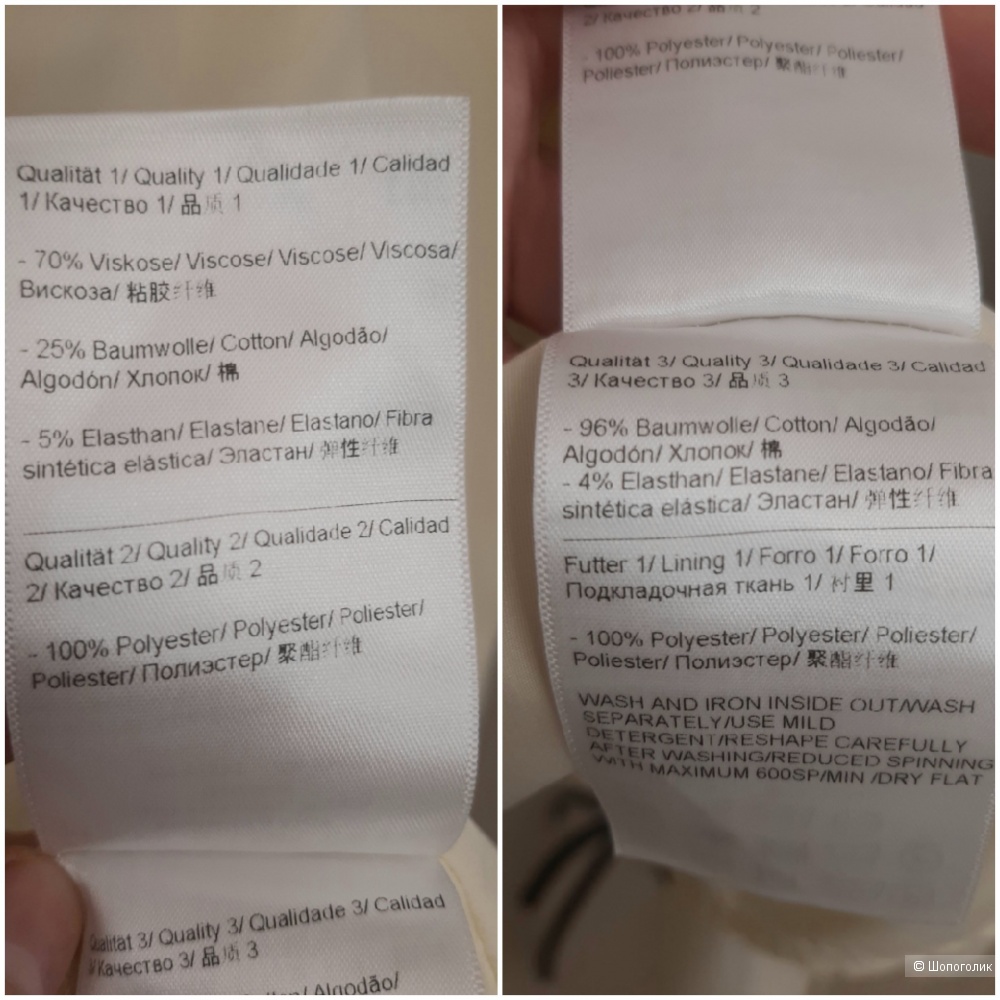 Qualität 1/ Quality 1/ Qualidade 1/ Calidad
1/ Качество 1/ 品质 1
- 70% Viskose/ Viscose/ Viscose/ Viscosa/
Вискоза/ 粘胶纤维
- 25% Baumwolle/ Cotton/ Algodão/
Algodón/ Хлопок/ 棉
- 5% Elasthan/ Elastane/ Elastano/ Fibra
sintética elástica/ Эластан/ 弹性纤维
Qualität 2/ Quality 2/ Qualidade 2/ Calidad
2/ Качество 2/ 品质 2
- 100% Polyester/ Polyester/ Poliester/
Poliester/ Полиэстер/ 聚酯纤维
Qualität 3/ Quality 3/ Qualidade 3/ Calidad
3/ Качество 3/ 品质 3
Algodão/
2/ Качество 2/ 品质 2
- 100% Polyester/ Polyester/ Poliester/
Poliester/ Полиэстер/ 聚酯纤维
Qualität 3/ Quality 3/ Qualidade 3/ Calidad
3/ Качество 3/ 品质 3
- 96% Baumwolle/ Cotton/ Algodão/
Algodón/ Хлопок/ 棉
- 4% Elasthan/ Elastane/ Elastano/ Fibra
sintética elástica/ Эластан/ 弹性纤维
Futter 1/ Lining 1/ Forro 1/ Forro 1/
Подкладочная ткань 1/ 衬里 1
- 100% Polyester/ Polyester/ Poliester/
Poliester/ Полиэстер/ 聚酯纤维
WASH AND IRON INSIDE OUT/WASH
SEPARATELY/USE MILD
DETERGENT/RESHAPE CAREFULLY
AFTER WASHING/REDUCED SPINNING
WITH MAXIMUM 600SP/MIN /DRY FLAT
© Шопоголик